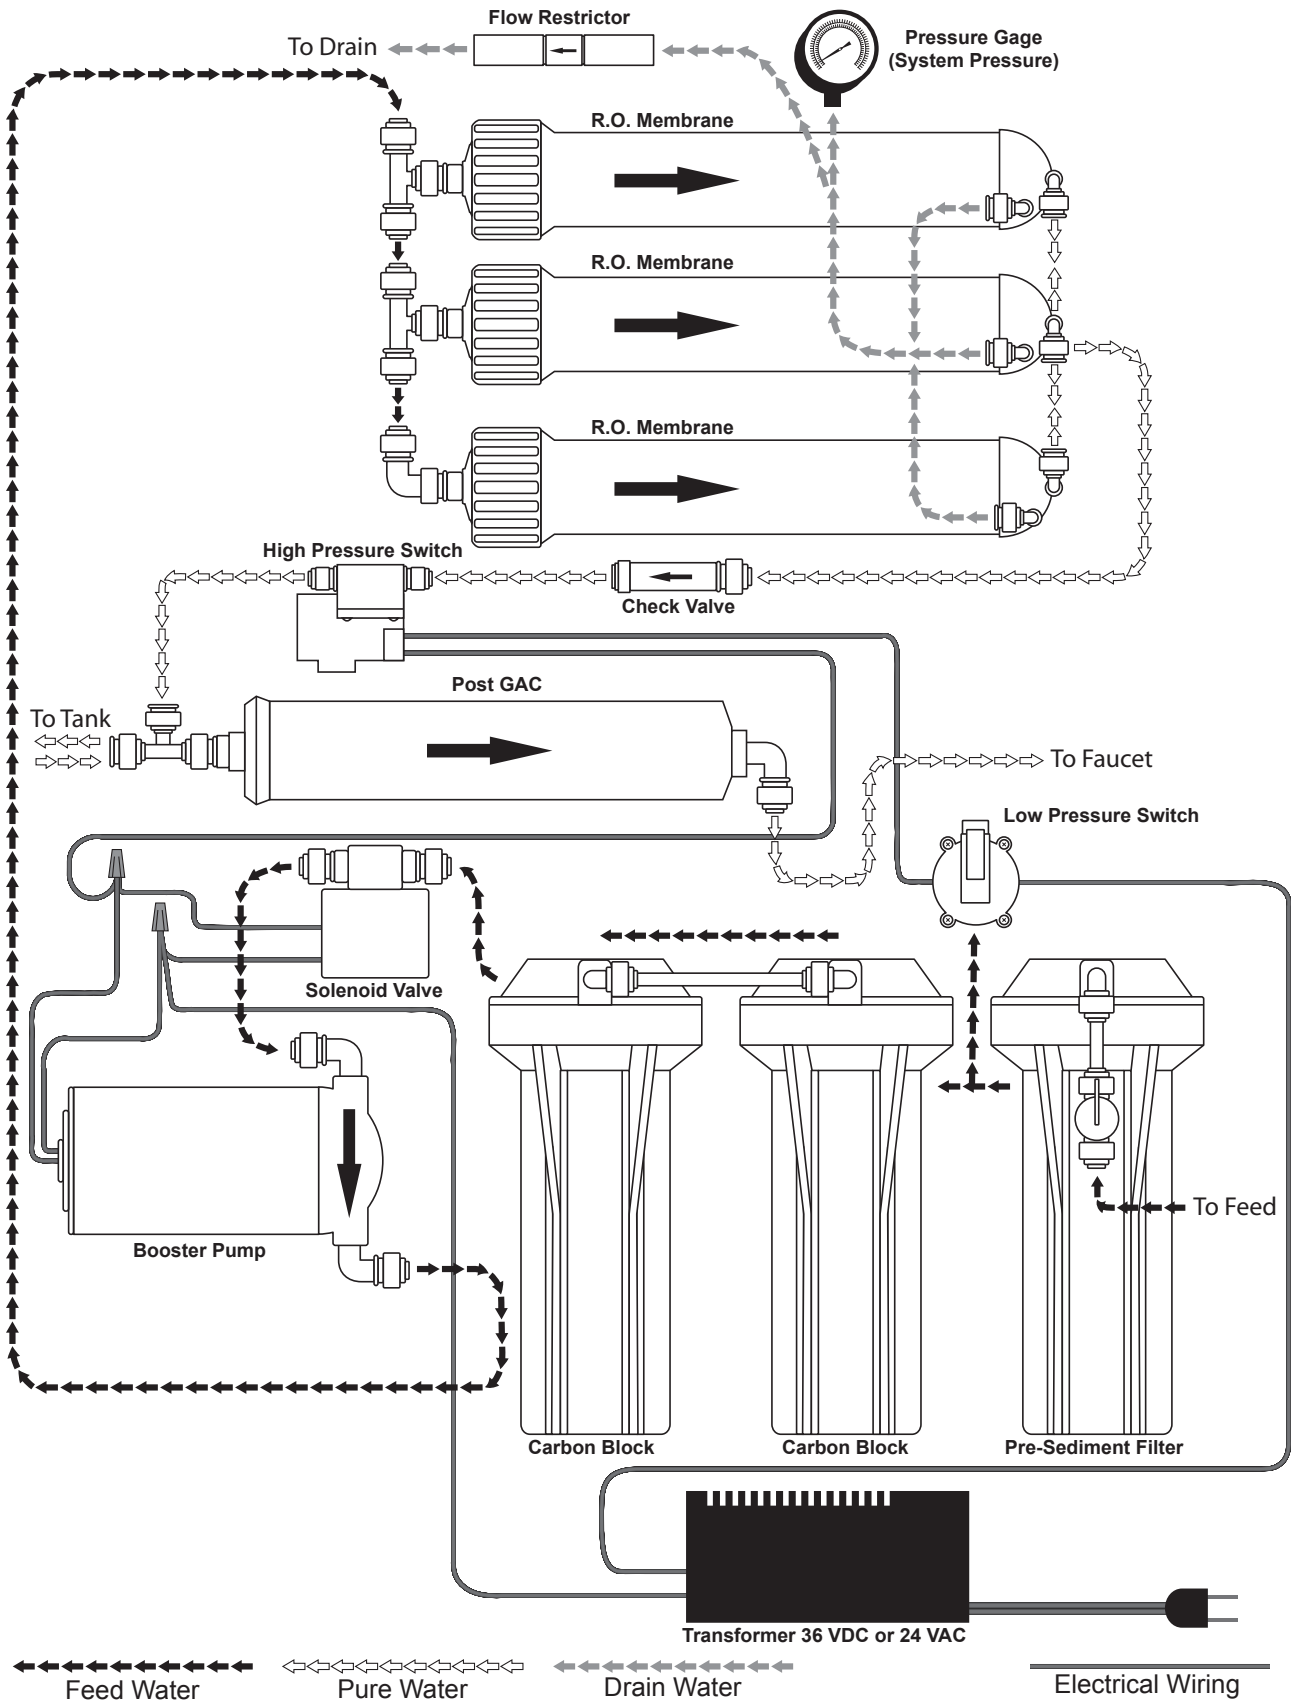 Flow Restrictor
To Drain
Pressure Gage
(System Pressure)
R.O. Membrane
R.O. Membrane
R.O. Membrane
High Pressure Switch
Check Valve
Post GAC
To Tank
To Faucet
Low Pressure Switch
Solenoid Valve
To Feed
Booster Pump
Carbon Block
Carbon Block
Pre-Sediment Filter
Transformer 36 VDC or 24 VAC
Feed Water
Pure Water
Drain Water
Electrical Wiring